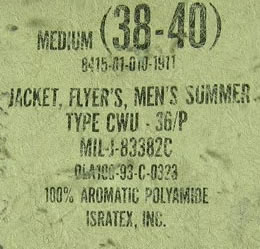 MEDIUM (38-40)
8415-01-010-1911
JACKET, FLYER'S, MEN'S SUMMER
TYPE CWU - 36/P
MIL-J-83382C
DLA100-93-C-0323
100% AROMATIC POLYAMIDE
ISRATEX, INC.